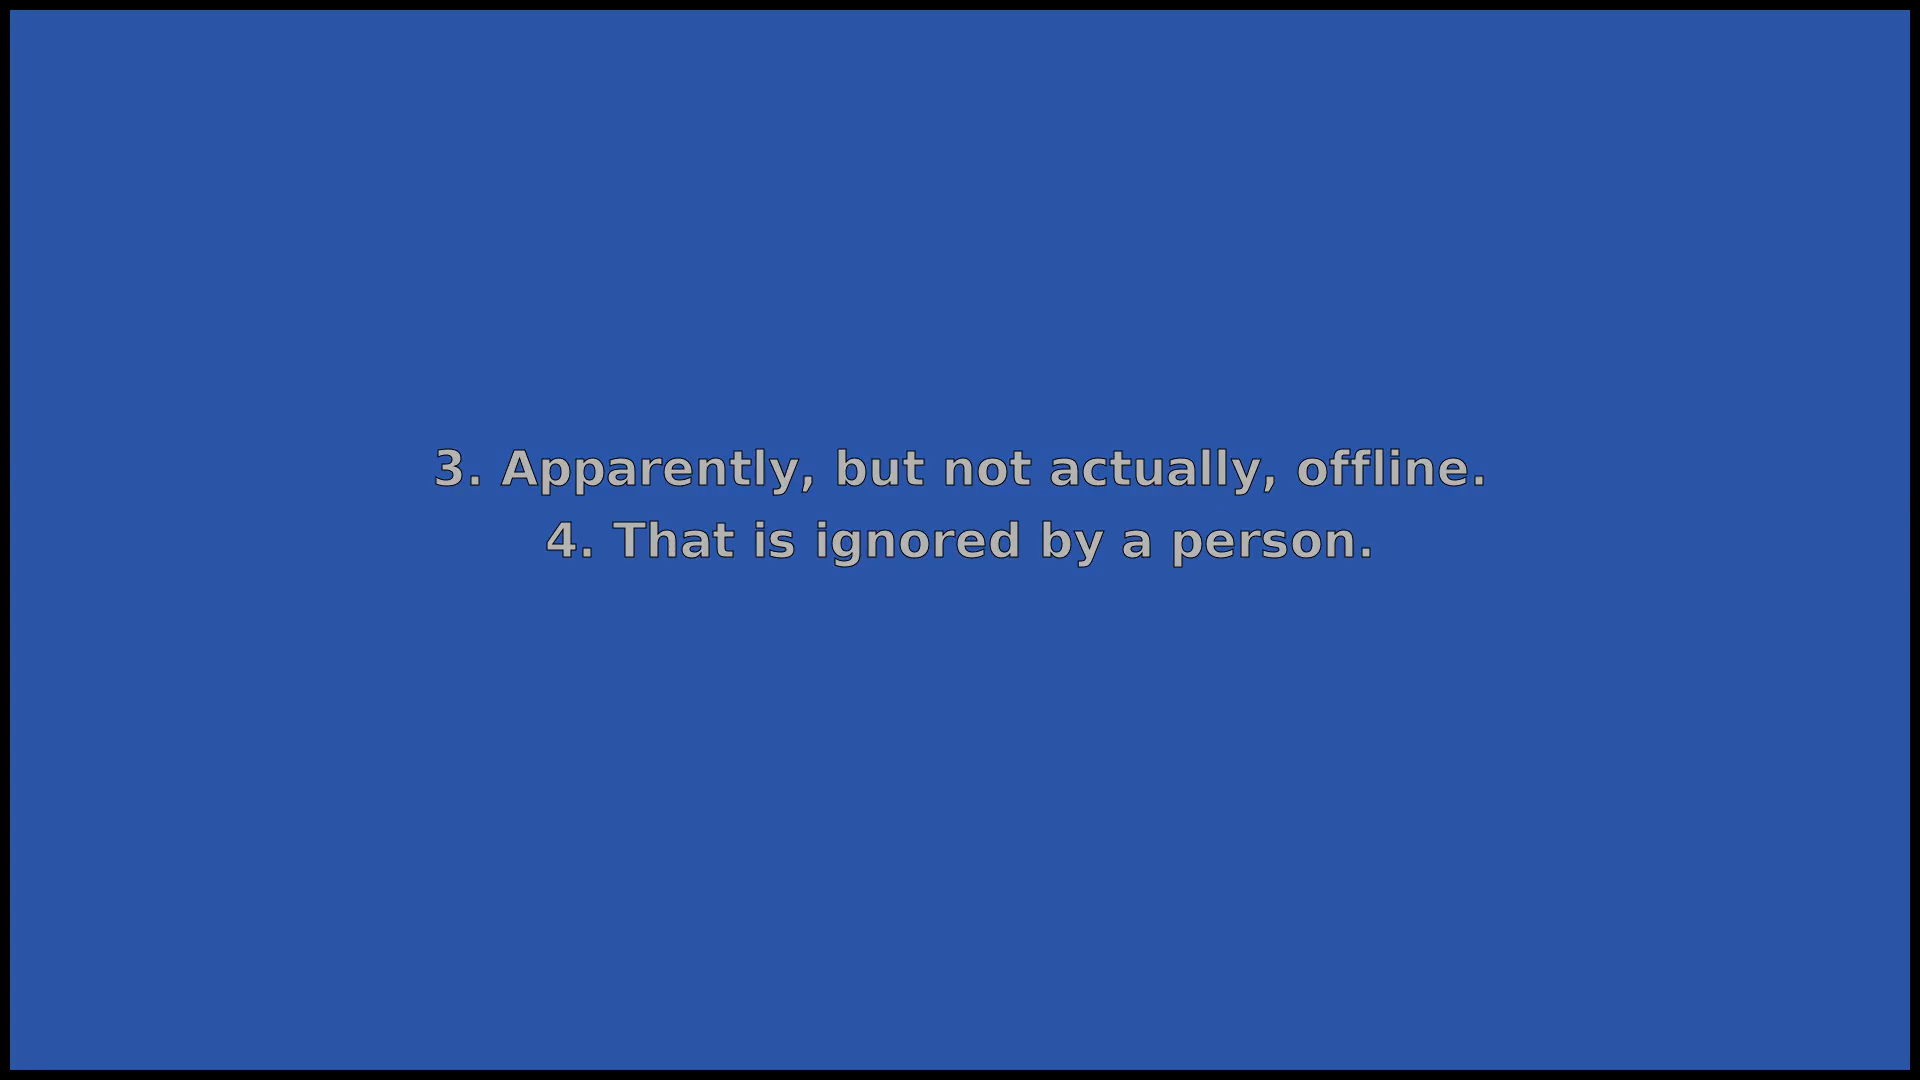 3. Apparently, but not actually, offline.
4. That is ignored by a person.